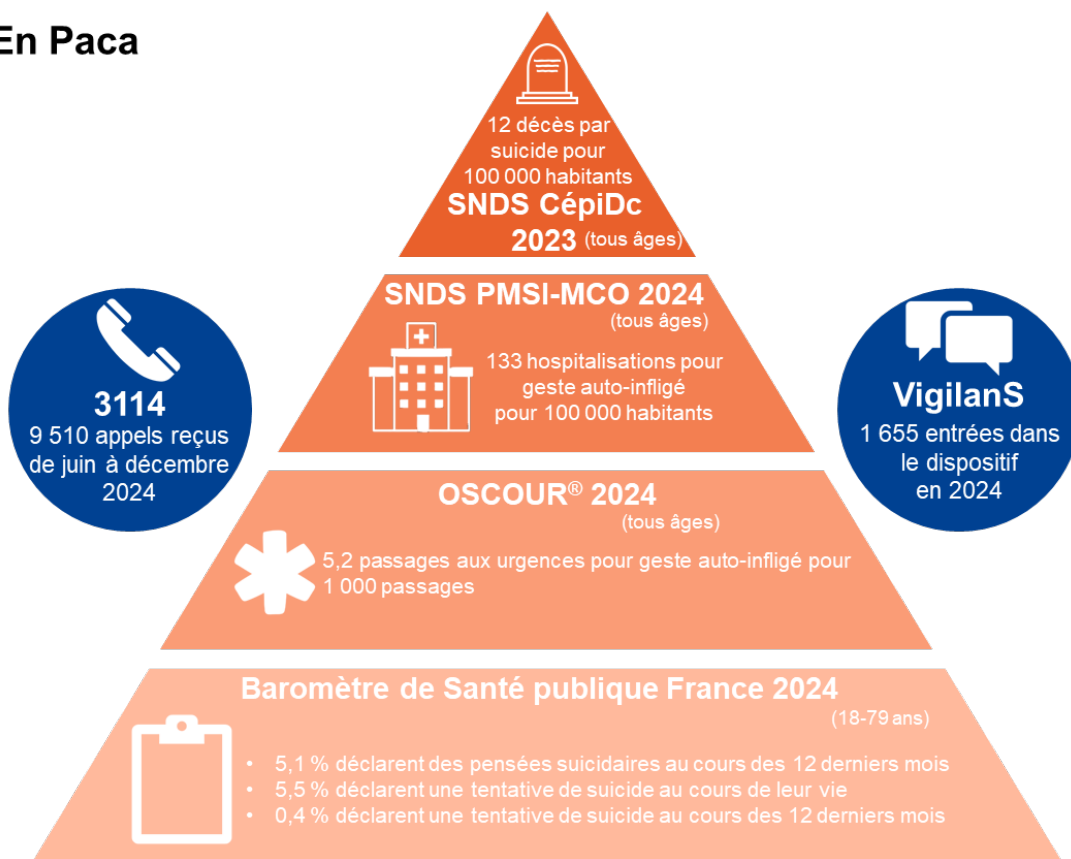 En Paca
12 décès par
suicide pour
100 000 habitants
SNDS CépiDc
2023 (tous âges)
SNDS PMSI-MCO 2024
(tous âges)
133 hospitalisations pour
geste auto-infligé
pour 100 000 habitants
3114
9 510 appels reçus
de juin à décembre
2024
VigilanS
1 655 entrées dans
le dispositif
en 2024
OSCOUR® 2024
(tous âges)
5,2 passages aux urgences pour geste auto-infligé pour
1 000 passages
Baromètre de Santé publique France 2024
(18-79 ans)
• 5,1 % déclarent des pensées suicidaires au cours des 12 derniers mois
• 5,5 % déclarent une tentative de suicide au cours de leur vie
• 0,4 % déclarent une tentative de suicide au cours des 12 derniers mois